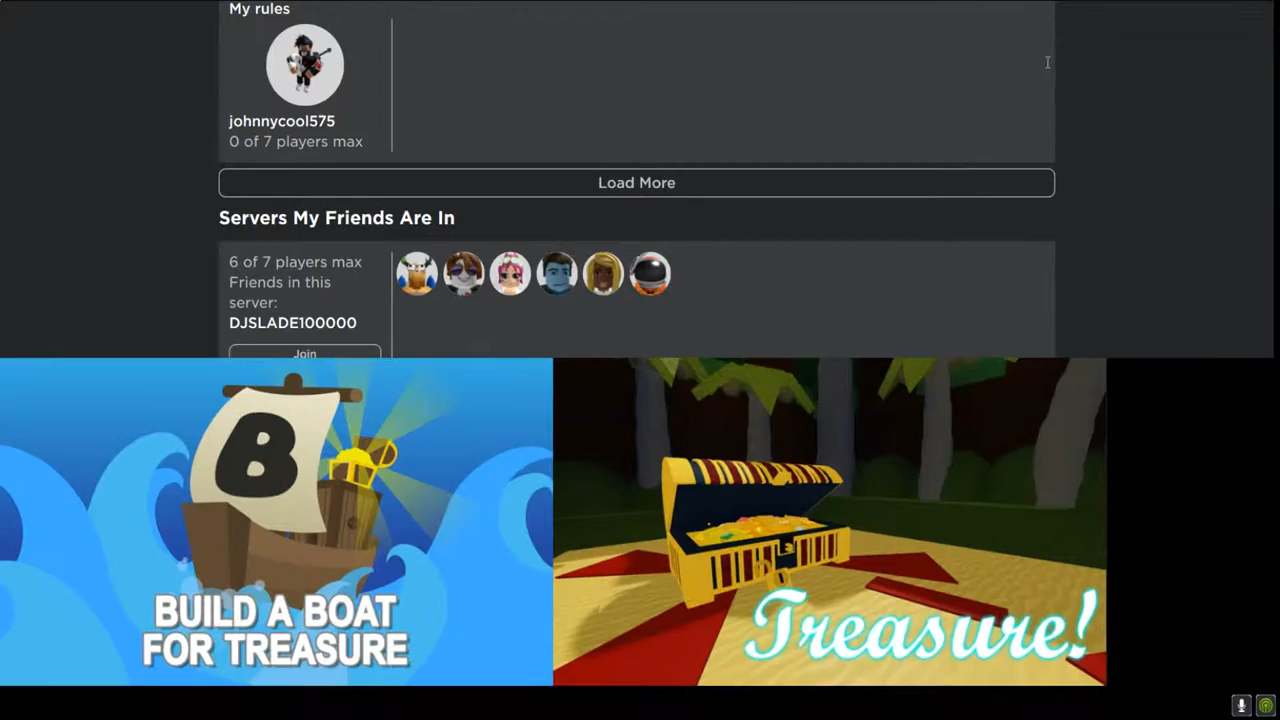 My rules
johnnycool575
0 of 7 players max
Load More
Servers My Friends Are In
6 of 7 players max
Friends in this
server:
DJSLADE100000
Join
B
BUILD A BOAT
FOR TREASURE
Treasure!